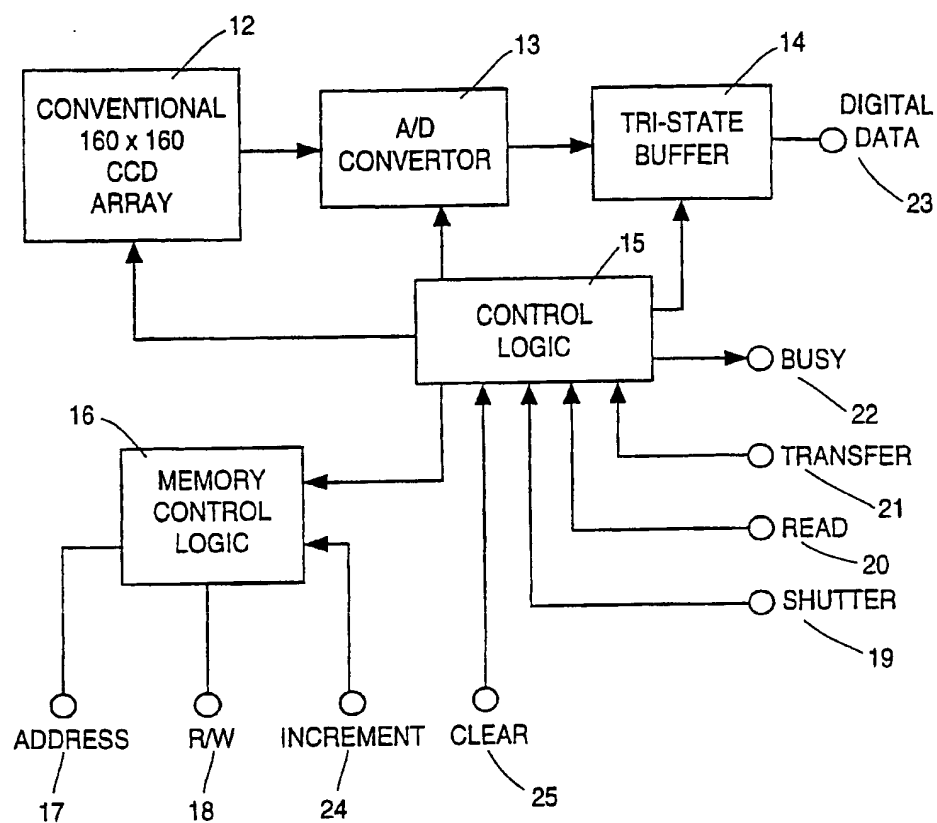 12
13
14
CONVENTIONAL
160 x 160
CCD
ARRAY
A/D
CONVERTOR
TRI-STATE
BUFFER
DIGITAL
DATA
23
15
CONTROL
LOGIC
BUSY
22
16
MEMORY
CONTROL
LOGIC
TRANSFER
21
READ
20
SHUTTER
19
ADDRESS
R/W
INCREMENT
CLEAR
17
18
24
25